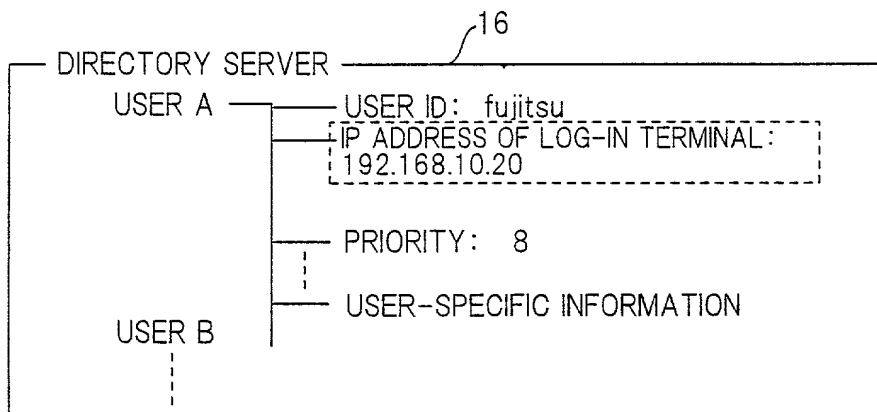 16
DIRECTORY SERVER
USER A
USER ID: fujitsu
IP ADDRESS OF LOG-IN TERMINAL:
192.168.10.20
PRIORITY: 8
USER-SPECIFIC INFORMATION
USER B